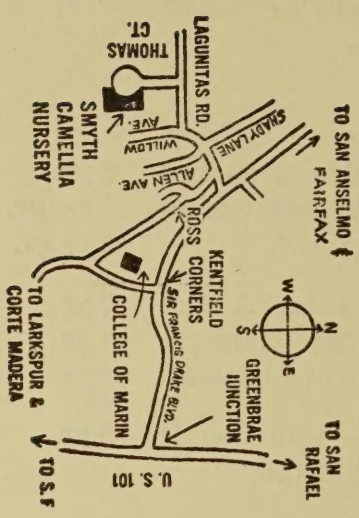 LAGUNITAS RD.
THOMAS
CT.
SMYTH
CAMELLIA
NURSERY
WILLOW
AVE.
ALLEN AVE.
SHADY LANE
TO SAN ANSELMO &
FAIRFAX
ROSS
CORNERS
KENTFIELD
CORNERS
SIR FRANCIS DRAKE BLVD.
COLLEGE OF MARIN
GREENBRAE
JUNCTION
N
E
S
W
TO LARKSPUR &
CORTE MADERA
TO SAN
RAFAEL
U.S. 101
TO S.F